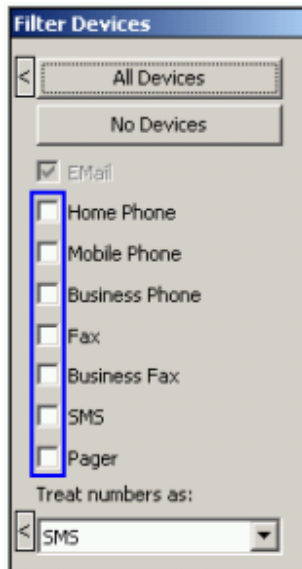 Filter Devices
< All Devices
No Devices
EMail
Home Phone
Mobile Phone
Business Phone
Fax
Business Fax
SMS
Pager
Treat numbers as:
< SMS